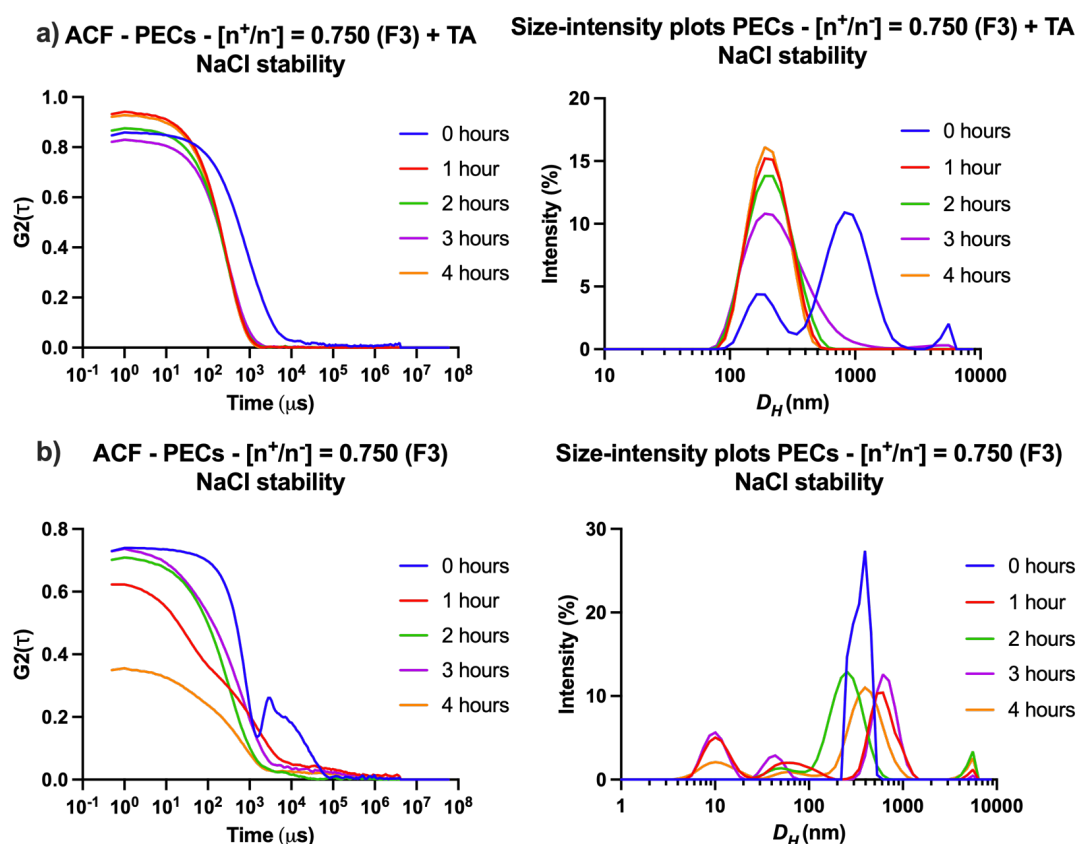 a) ACF - PECs - [n⁺/n⁻] = 0.750 (F3) + TA
NaCl stability
G2(τ)
1.0
0.8
0.6
0.4
0.2
0.0
10⁻¹ 10⁰ 10¹ 10² 10³ 10⁴ 10⁵ 10⁶ 10⁷ 10⁸
Time (μs)
0 hours
1 hour
2 hours
3 hours
4 hours
Size-intensity plots PECs - [n⁺/n⁻] = 0.750 (F3) + TA
NaCl stability
Intensity (%)
20
15
10
5
0
10 100 1000 10000
D_H (nm)
0 hours
1 hour
2 hours
3 hours
4 hours
b) ACF - PECs - [n⁺/n⁻] = 0.750 (F3)
NaCl stability
G2(τ)
0.8
0.6
0.4
0.2
0.0
10⁻¹ 10⁰ 10¹ 10² 10³ 10⁴ 10⁵ 10⁶ 10⁷ 10⁸
Time (μs)
0 hours
1 hour
2 hours
3 hours
4 hours
Size-intensity plots PECs - [n⁺/n⁻] = 0.750 (F3)
NaCl stability
Intensity (%)
30
20
10
0
1 10 100 1000 10000
D_H (nm)
0 hours
1 hour
2 hours
3 hours
4 hours